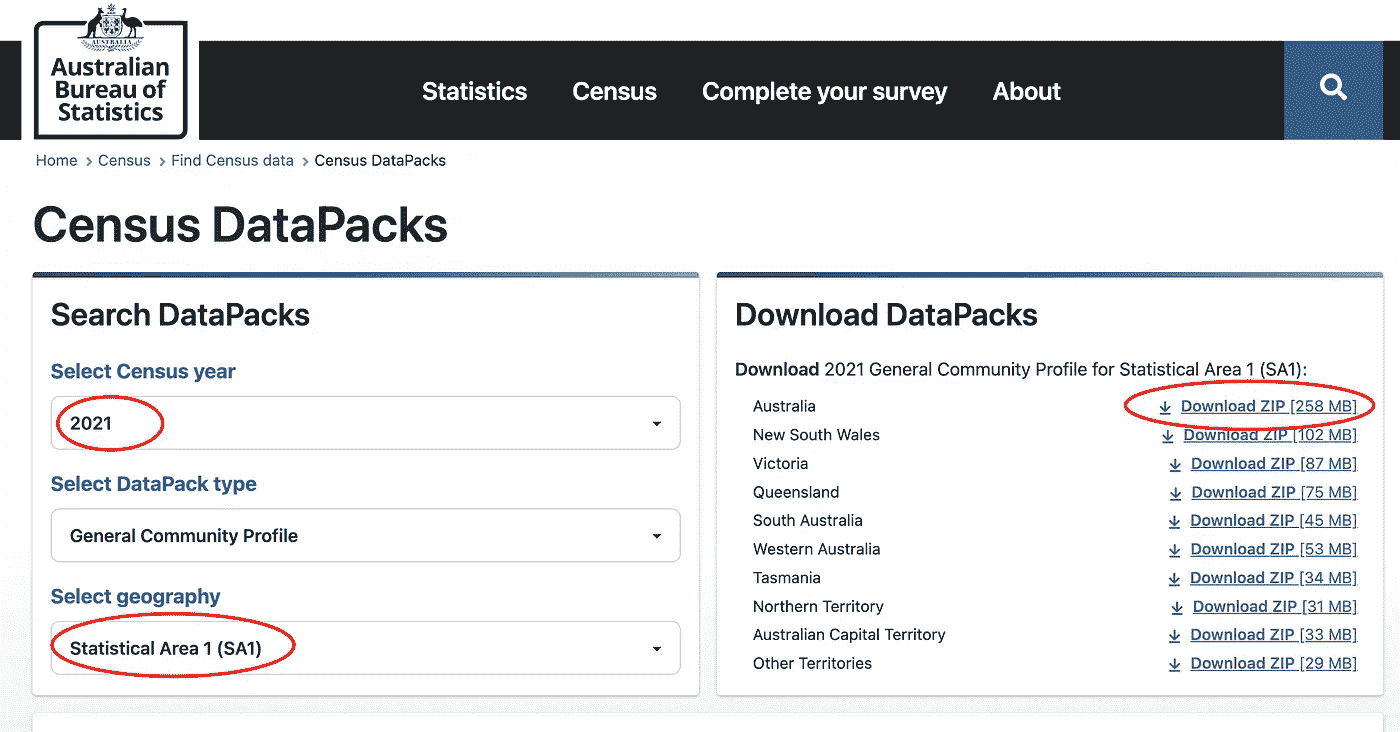 AUSTRALIA
Australian
Bureau of
Statistics
Statistics
Census
Complete your survey
About
Home > Census > Find Census data > Census DataPacks
Census DataPacks
Search DataPacks
Select Census year
2021
Select DataPack type
General Community Profile
Select geography
Statistical Area 1 (SA1)
Download DataPacks
Download 2021 General Community Profile for Statistical Area 1 (SA1):
Australia Download ZIP [258 MB]
New South Wales Download ZIP [102 MB]
Victoria Download ZIP [87 MB]
Queensland Download ZIP [75 MB]
South Australia Download ZIP [45 MB]
Western Australia Download ZIP [53 MB]
Tasmania Download ZIP [34 MB]
Northern Territory Download ZIP [31 MB]
Australian Capital Territory Download ZIP [33 MB]
Other Territories Download ZIP [29 MB]